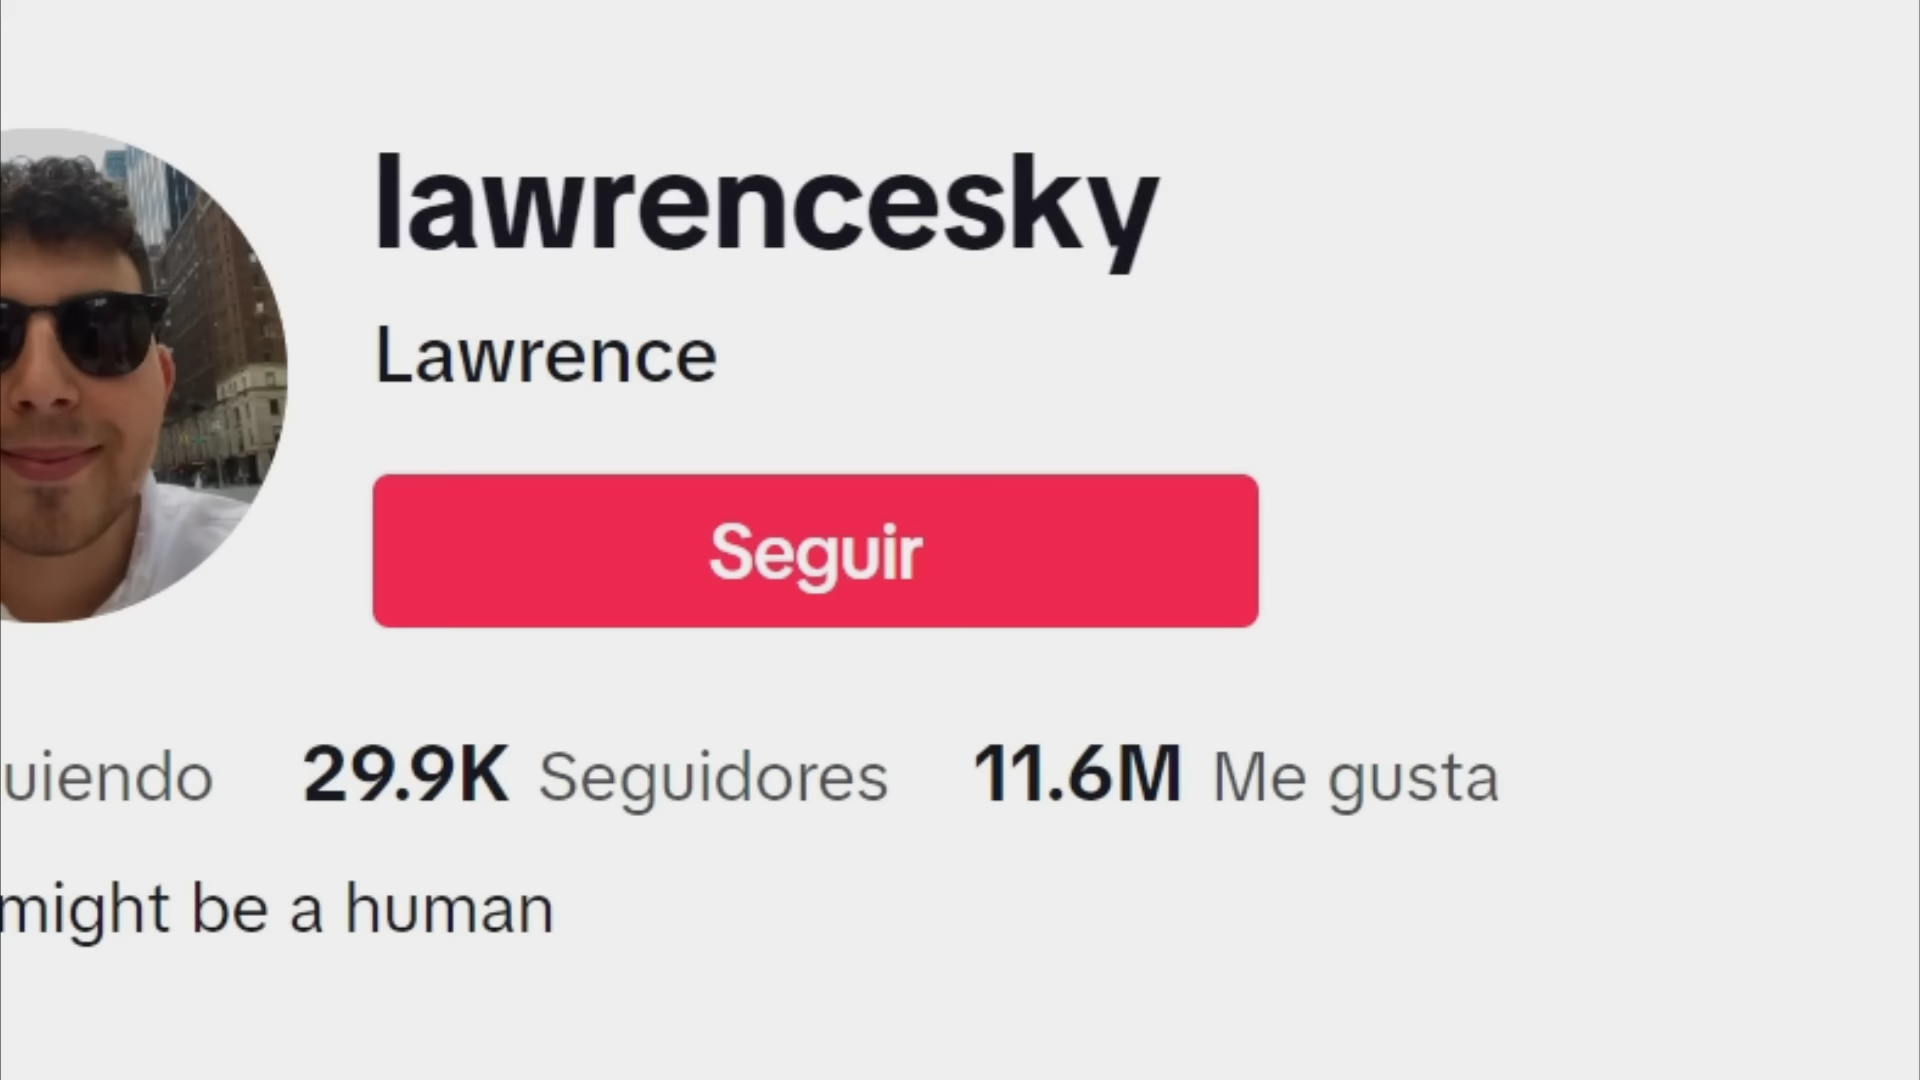 lawrencesky
Lawrence
Seguir
uiendo 29.9K Seguidores 11.6M Me gusta
might be a human